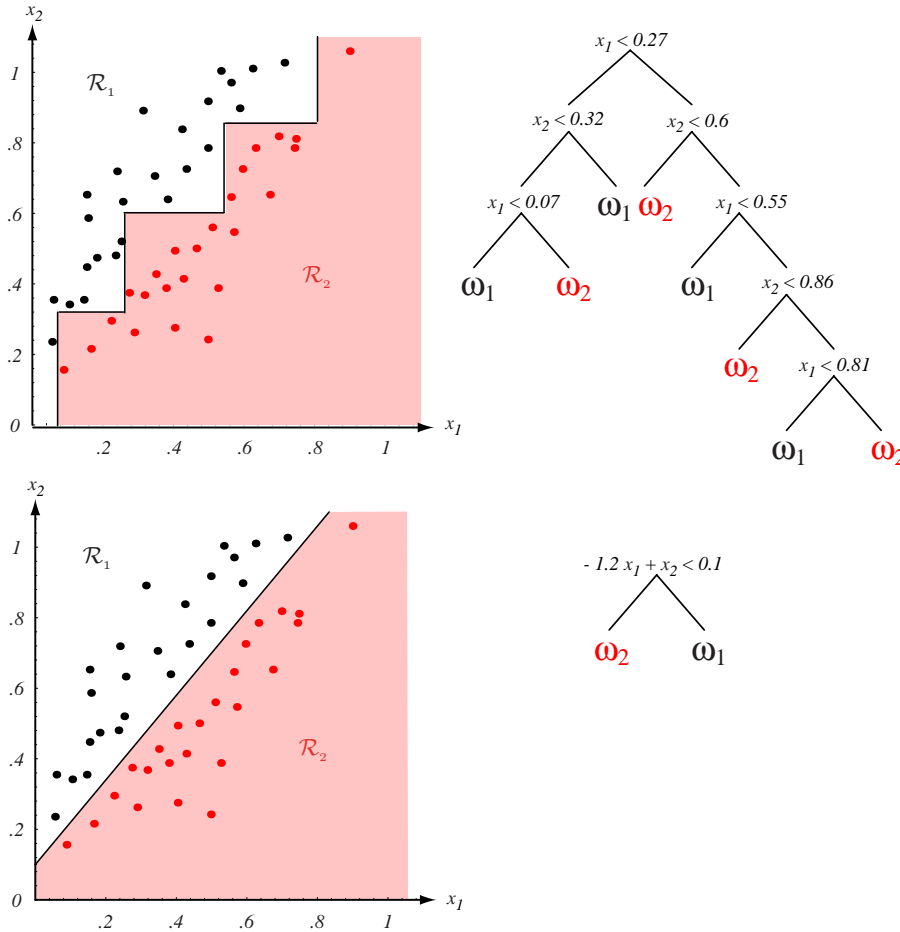 x2
1
.8
.6
.4
.2
0
R1
R2
.2
.4
.6
.8
1
x1
x1 < 0.27
x2 < 0.32
x2 < 0.6
x1 < 0.07
ω1
ω2
x1 < 0.55
ω1
ω2
ω1
x2 < 0.86
ω2
x1 < 0.81
ω1
ω2
x2
1
.8
.6
.4
.2
0
R1
R2
.2
.4
.6
.8
1
x1
- 1.2 x1 + x2 < 0.1
ω2
ω1